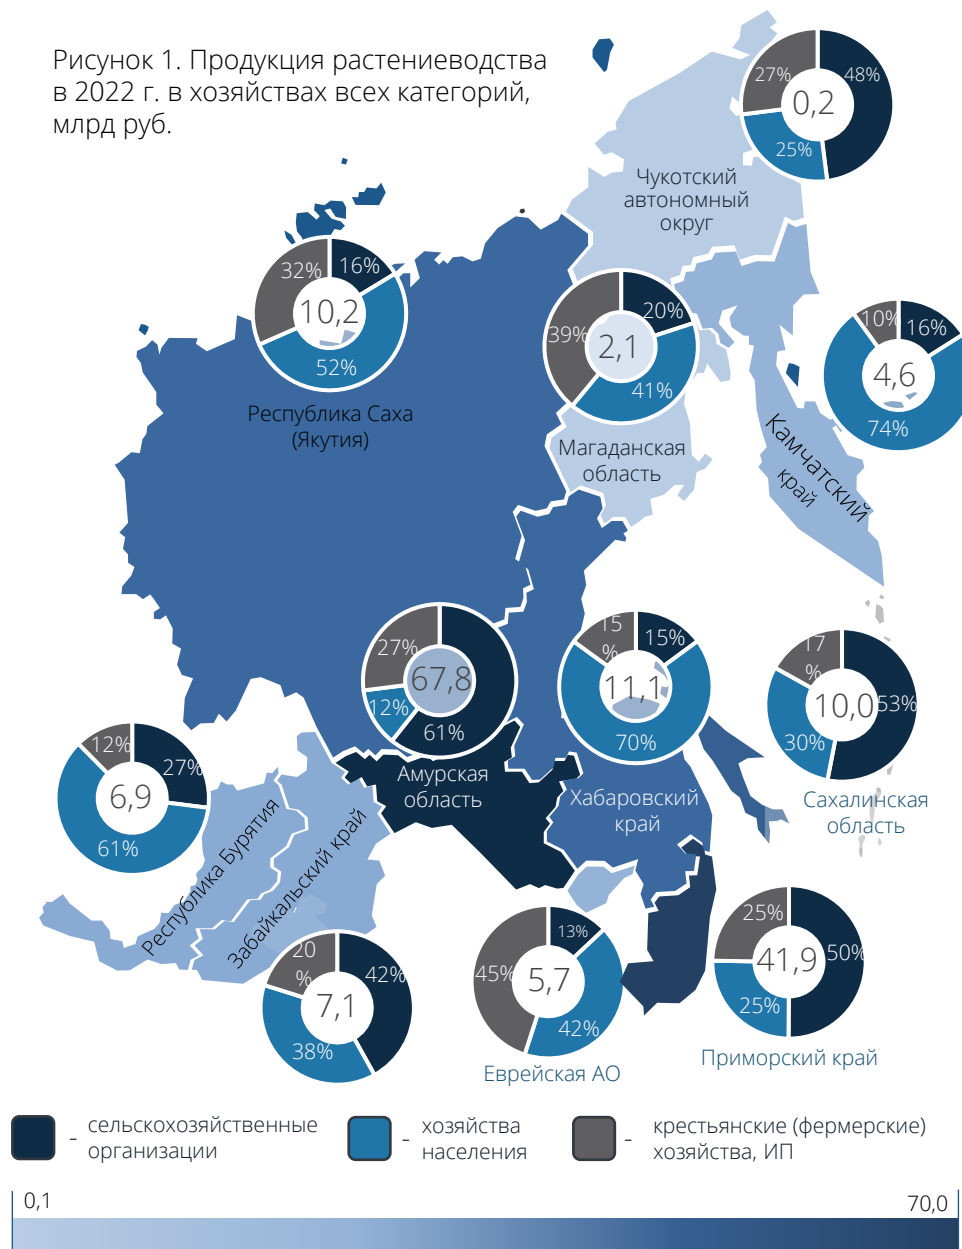 Рисунок 1. Продукция растениеводства
в 2022 г. в хозяйствах всех категорий,
млрд руб.
27%
48%
0,2
25%
Чукотский
автономный
округ
32%
16%
10,2
52%
Республика Саха
(Якутия)
20%
39%
2,1
41%
Магаданская
область
10%
16%
4,6
74%
Камчатский
край
27%
67,8
12%
61%
Амурская
область
15
%
15%
11,1
70%
Хабаровский
край
17
%
10,0
53%
30%
Сахалинская
область
12%
27%
6,9
61%
Республика Бурятия
Забайкальский край
20
%
42%
7,1
38%
13%
45%
5,7
42%
Еврейская АО
25%
50%
41,9
25%
Приморский край
- сельскохозяйственные
организации
- хозяйства
населения
- крестьянские (фермерские)
хозяйства, ИП
0,1
70,0